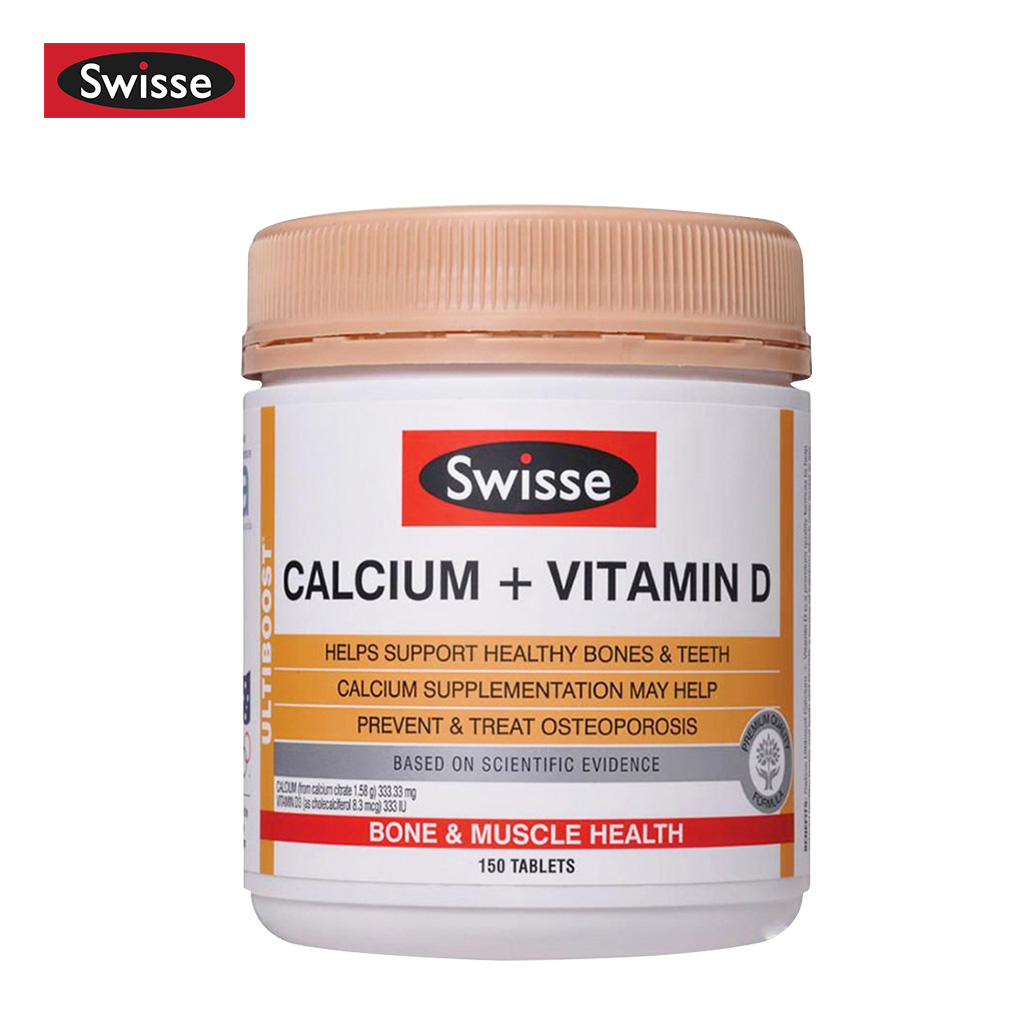 Swisse
Swisse
ULTIBOOST
CALCIUM + VITAMIN D
HELPS SUPPORT HEALTHY BONES & TEETH
CALCIUM SUPPLEMENTATION MAY HELP
PREVENT & TREAT OSTEOPOROSIS
BASED ON SCIENTIFIC EVIDENCE
PREMIUM QUALITY
FORMULA
CALCIUM (from calcium citrate 1.58 g) 333.33 mg
VITAMIN D3 (as cholecalciferol 8.3 mcg) 333 IU
BONE & MUSCLE HEALTH
150 TABLETS